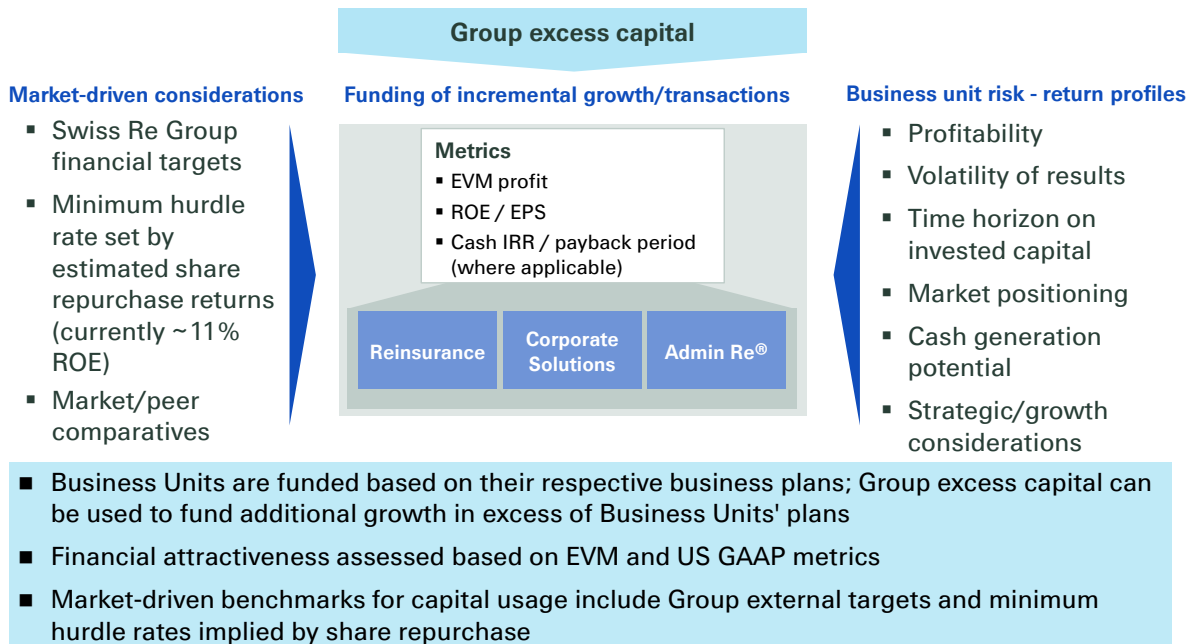 Group excess capital
Market-driven considerations
▪ Swiss Re Group
financial targets
▪ Minimum hurdle
rate set by
estimated share
repurchase returns
(currently ~11%
ROE)
▪ Market/peer
comparatives
Funding of incremental growth/transactions
Metrics
▪ EVM profit
▪ ROE / EPS
▪ Cash IRR / payback period
(where applicable)
Reinsurance
Corporate
Solutions
Admin Re®
Business unit risk - return profiles
▪ Profitability
▪ Volatility of results
▪ Time horizon on
invested capital
▪ Market positioning
▪ Cash generation
potential
▪ Strategic/growth
considerations
■ Business Units are funded based on their respective business plans; Group excess capital can
be used to fund additional growth in excess of Business Units' plans
■ Financial attractiveness assessed based on EVM and US GAAP metrics
■ Market-driven benchmarks for capital usage include Group external targets and minimum
hurdle rates implied by share repurchase